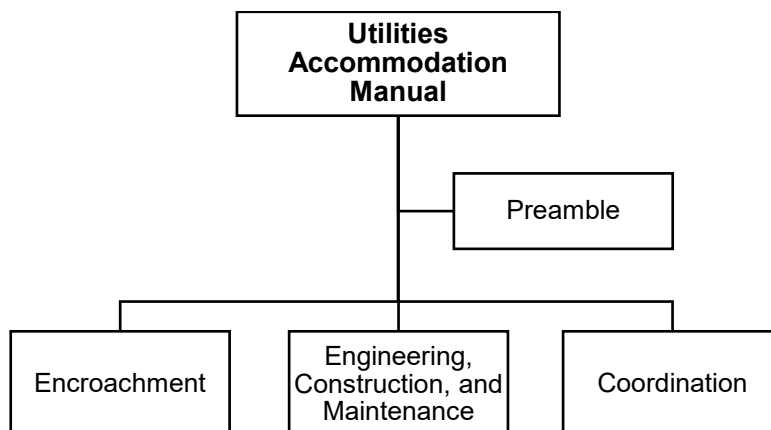 Utilities
Accommodation
Manual
Preamble
Encroachment
Engineering,
Construction, and
Maintenance
Coordination